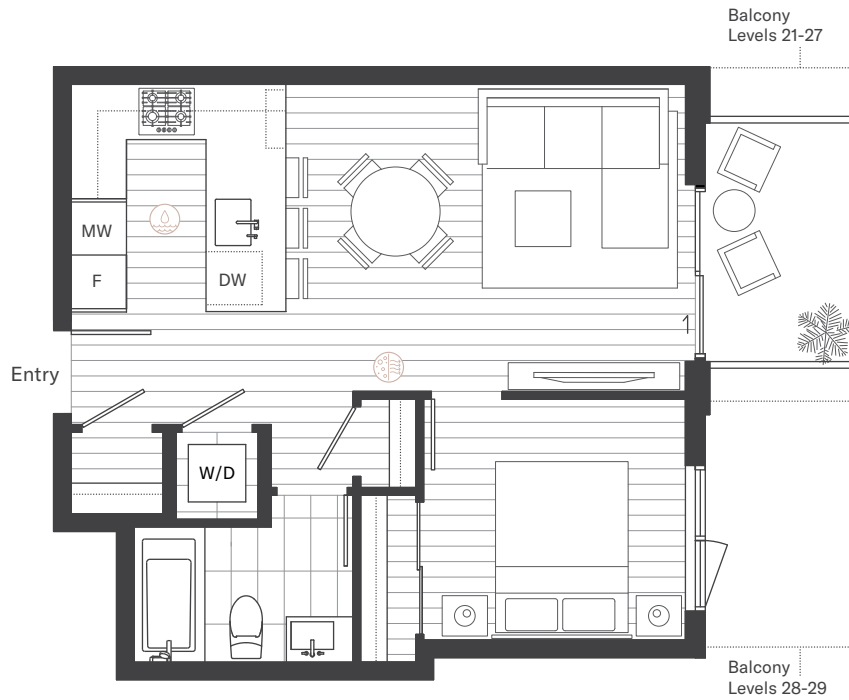 Balcony
Levels 21-27
MW
F
DW
1
Entry
W/D
Balcony
Levels 28-29